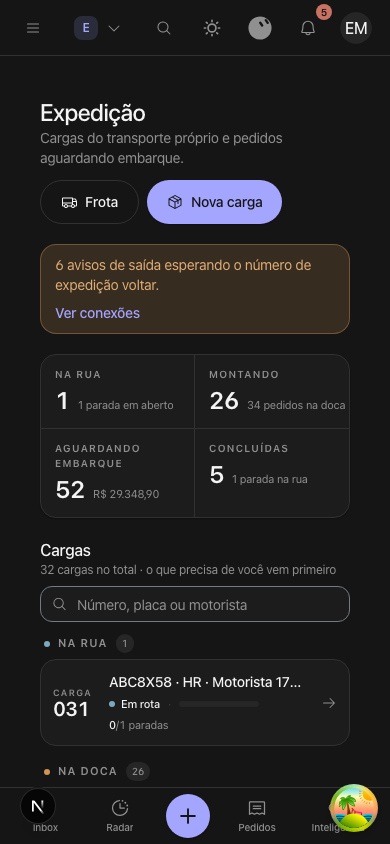 E
5
EM
Expedição
Cargas do transporte próprio e pedidos
aguardando embarque.
Frota
Nova carga
6 avisos de saída esperando o número de
expedição voltar.
Ver conexões
NA RUA
1 1 parada em aberto
MONTANDO
26 34 pedidos na doca
AGUARDANDO
EMBARQUE
52 R$ 29.348,90
CONCLUÍDAS
5 1 parada na rua
Cargas
32 cargas no total · o que precisa de você vem primeiro
Número, placa ou motorista
NA RUA 1
CARGA
031
ABC8X58 · HR · Motorista 17...
Em rota ·
0/1 paradas
NA DOCA 26
N
Inbox
Radar
Pedidos